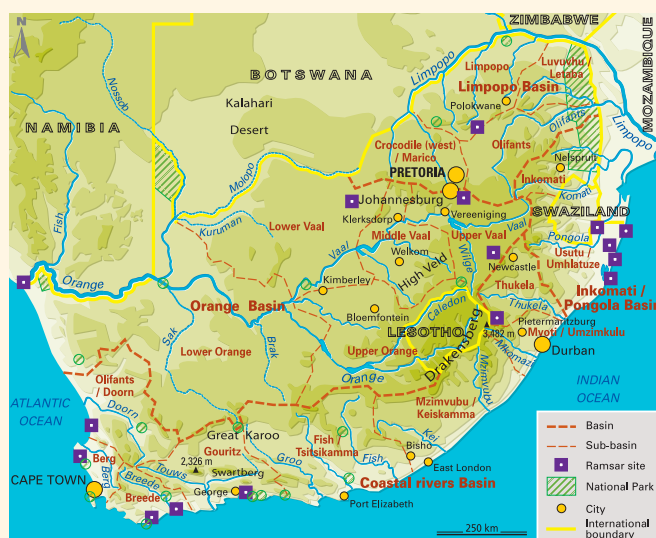 N
ZIMBABWE
MOZAMBIQUE
BOTSWANA
NAMIBIA
Nossob
Kalahari
Desert
Limpopo
Limpopo
Luvuvhu /
Letaba
Limpopo Basin
Polokwane
Olifants
Limpopo
Crocodile (west)
/ Marico
Olifants
Nelspruit
PRETORIA
Inkomati
Komati
Molopo
Johannesburg
Fish
Kuruman
Lower Vaal
Klerksdorp
Vereeniging
Vaal
SWAZILAND
Vaal
Middle Vaal
Upper Vaal
Pongola
Usutu /
Umhlatuze
Welkom
High Veld
Wilge
Newcastle
Orange
Orange Basin
Kimberley
Thukela
Inkomati /
Pongola Basin
Caledon
Thukela
Bloemfontein
LESOTHO
Drakensberg
3,482 m
Pietermaritzburg
Mvoti / Umzimkulu
Sak
Brak
Lower Orange
Upper Orange
Orange
Mkomazi
Durban
Mzimvubu
INDIAN
OCEAN
Olifants
/ Doorn
Doorn
ATLANTIC
OCEAN
Mzimvubu /
Keiskamma
Great Karoo
Gouritz
Fish /
Tsitsikamma
Kei
Bisho
2,326 m
Berg
Berg
Touws
Swartberg
Groo
Fish
East London
CAPE TOWN
Breede
Breede
George
Coastal rivers Basin
Port Elizabeth
Basin
Sub-basin
Ramsar site
National Park
City
International
boundary
250 km